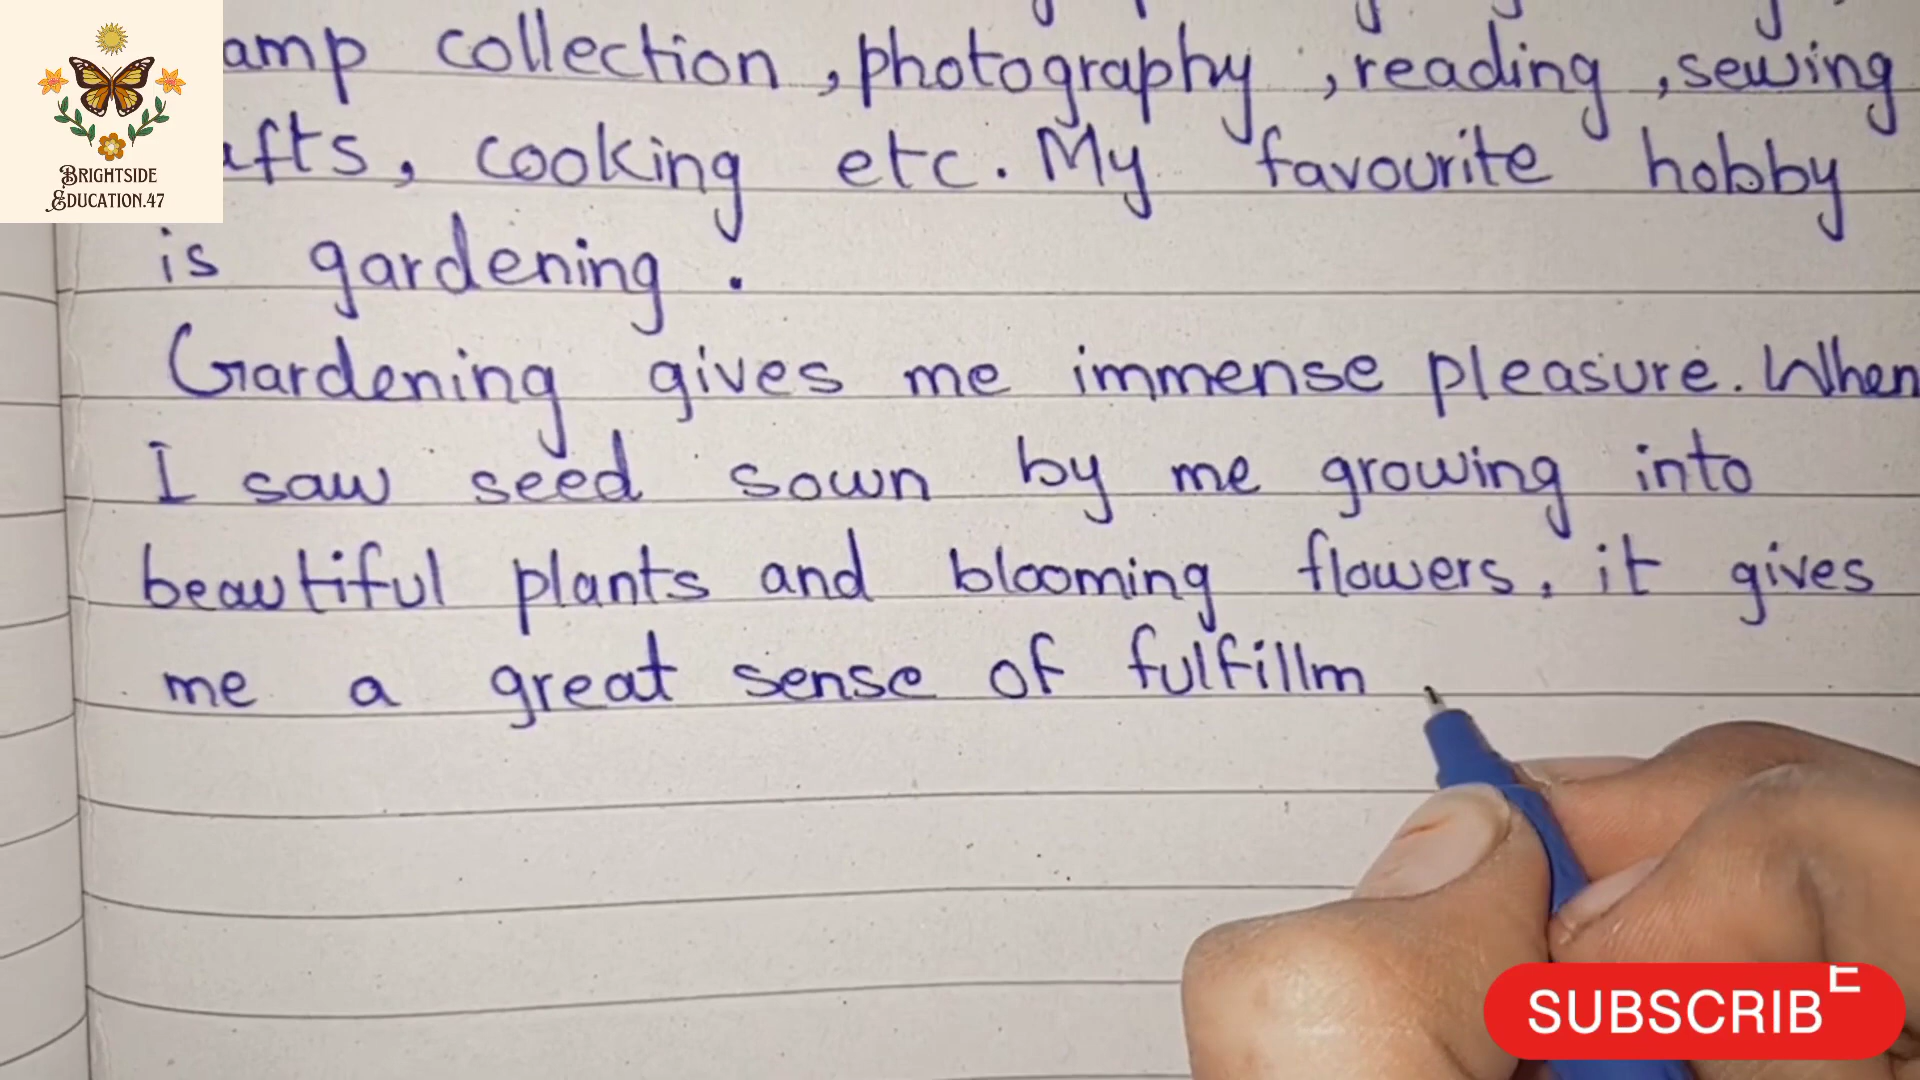 amp collection, photography, reading, sewing
afts, cooking etc. My favourite hobby
is gardening.
Gardening gives me immense pleasure. When
I saw seed sown by me growing into
beautiful plants and blooming flowers, it gives
me a great sense of fulfillm
BRIGHTSIDE
EDUCATION.47
SUBSCRIBE